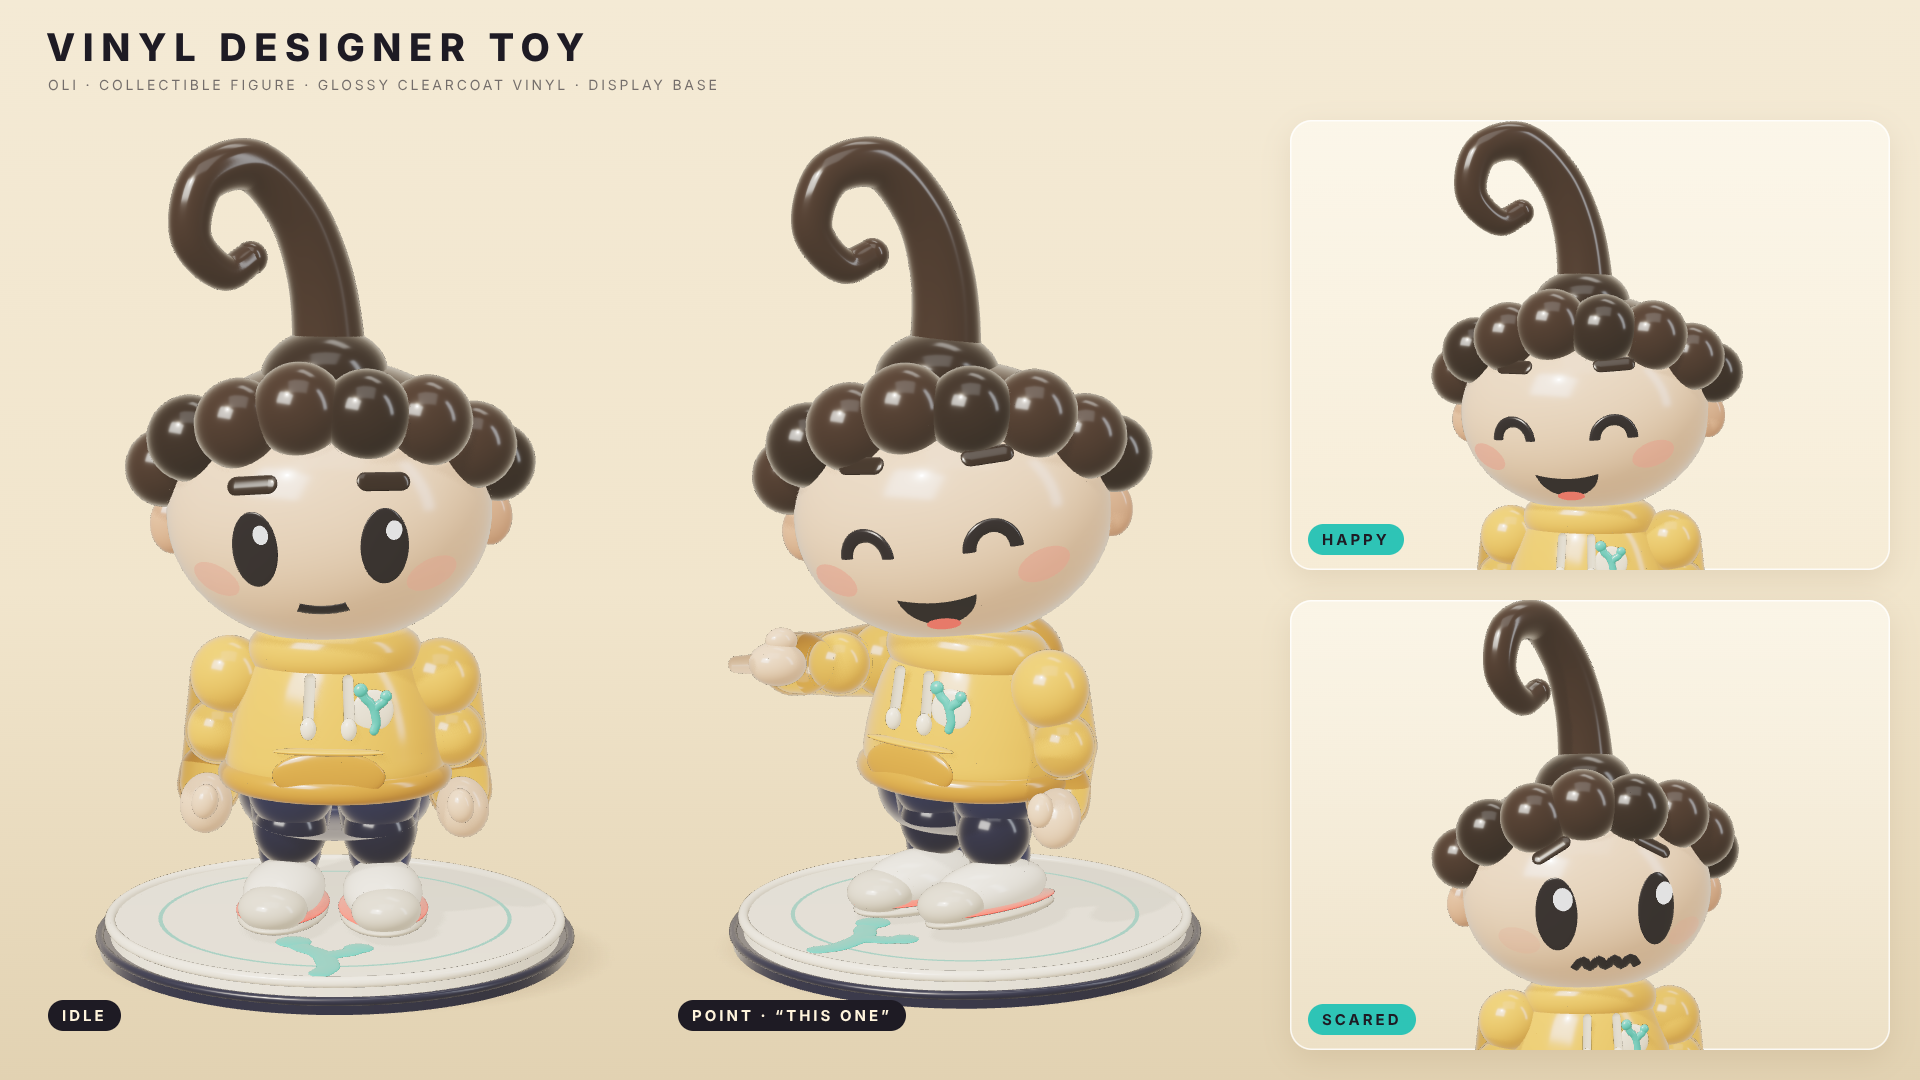 VINYL DESIGNER TOY
OLI · COLLECTIBLE FIGURE · GLOSSY CLEARCOAT VINYL · DISPLAY BASE
HAPPY
IDLE
POINT · “THIS ONE”
SCARED